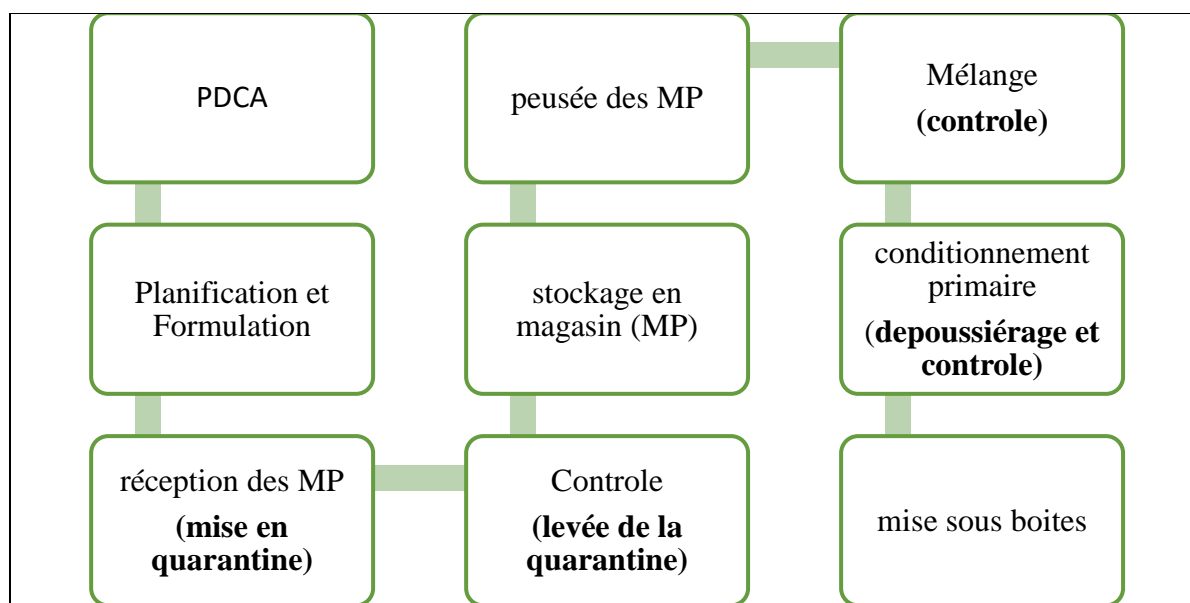 PDCA
Planification et
Formulation
réception des MP
(mise en
quarantine)
Controle
(levée de la
quarantine)
stockage en
magasin (MP)
peusée des MP
Mélange
(controle)
conditionnement
primaire
(depoussiérage et
controle)
mise sous boites